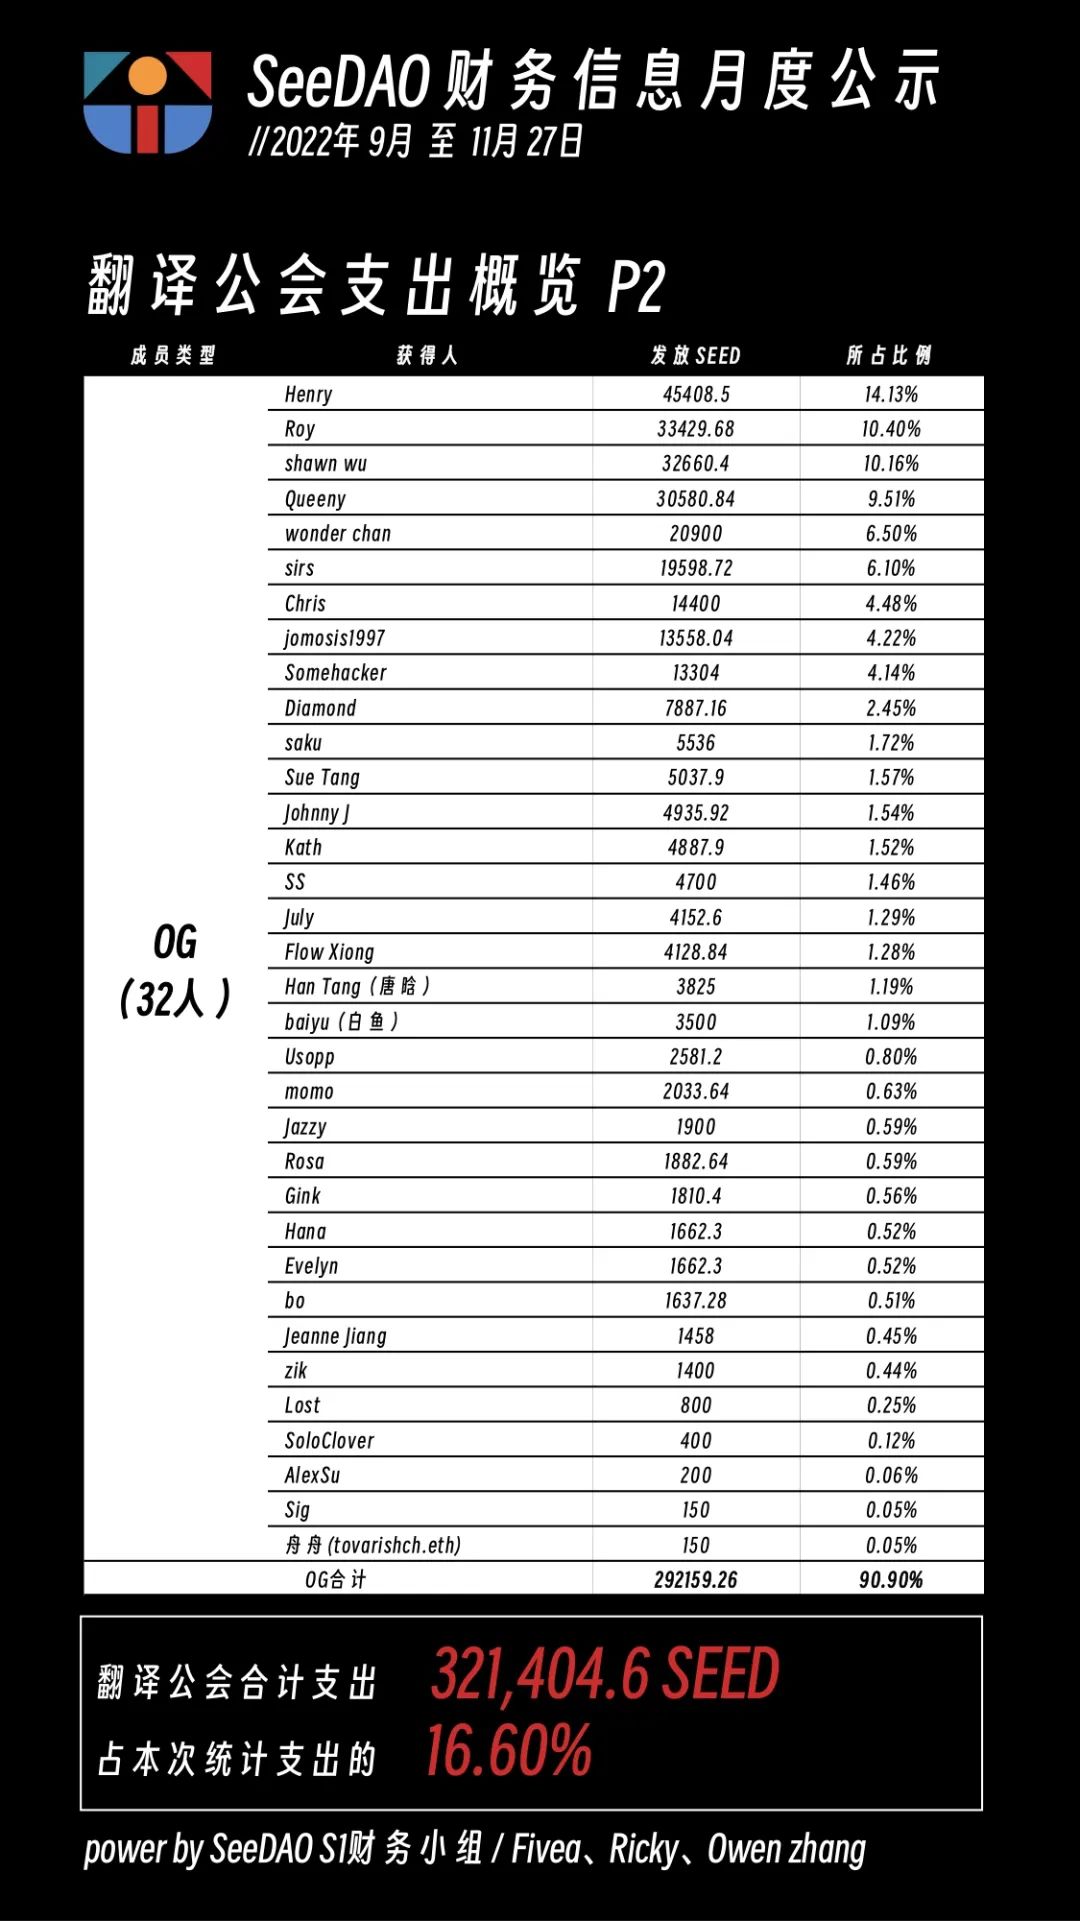 SeeDAO 财务信息月度公示
//2022年 9月 至 11月 27日
翻译公会支出概览 P2
成员类型 获得人 发放 SEED 所占比例
Henry 45408.5 14.13%
Roy 33429.68 10.40%
shawn wu 32660.4 10.16%
Queeny 30580.84 9.51%
wonder chan 20900 6.50%
sirs 19598.72 6.10%
Chris 14400 4.48%
jomosis1997 13558.04 4.22%
Somehacker 13304 4.14%
Diamond 7887.16 2.45%
saku 5536 1.72%
Sue Tang 5037.9 1.57%
Johnny J 4935.92 1.54%
Kath 4887.9 1.52%
SS 4700 1.46%
July 4152.6 1.29%
OG
(32人)
Flow Xiong 4128.84 1.28%
Han Tang (唐晗) 3825 1.19%
baiyu (白鱼) 3500 1.09%
Usopp 2581.2 0.80%
momo 2033.64 0.63%
Jazzy 1900 0.59%
Rosa 1882.64 0.59%
Gink 1810.4 0.56%
Hana 1662.3 0.52%
Evelyn 1662.3 0.52%
bo 1637.28 0.51%
Jeanne Jiang 1458 0.45%
zik 1400 0.44%
Lost 800 0.25%
SoloClover 400 0.12%
AlexSu 200 0.06%
Sig 150 0.05%
舟舟 (tovarishch.eth) 150 0.05%
OG合计 292159.26 90.90%
翻译公会合计支出 321,404.6 SEED
占本次统计支出的 16.60%
power by SeeDAO S1财务小组 / Fivea、Ricky、Owen zhang